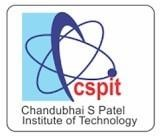 cspit
Chandubhai S Patel
Institute of Technology